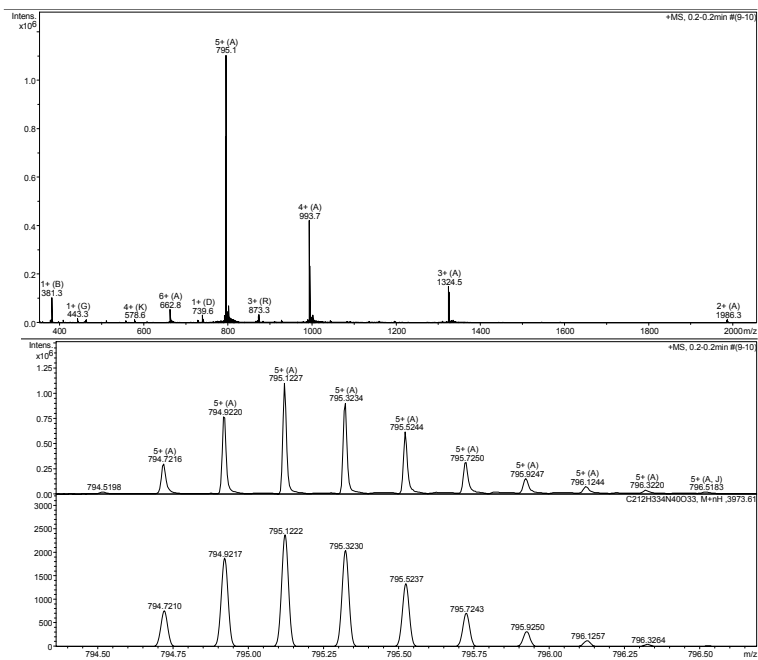 Intens.
x10⁶
+MS, 0.2-0.2min #(9-10)
5+ (A)
795.1
1.0
0.8
0.6
0.4
0.2
0.0
4+ (A)
993.7
3+ (A)
1324.5
1+ (B)
381.3
1+ (G)
443.3
4+ (K)
578.6
6+ (A)
662.8
1+ (D)
739.6
3+ (R)
873.3
2+ (A)
1986.3
400 600 800 1000 1200 1400 1600 1800 2000 m/z
Intens.
x10⁶
+MS, 0.2-0.2min #(9-10)
1.25
1.00
0.75
0.50
0.25
0.00
794.5198
5+ (A)
794.7216
5+ (A)
794.9220
5+ (A)
795.1227
5+ (A)
795.3234
5+ (A)
795.5244
5+ (A)
795.7250
5+ (A)
795.9247
5+ (A)
796.1244
5+ (A)
796.3220
5+ (A, J)
796.5183
C212H334N40O33, M+nH ,3973.61
3000
2500
2000
1500
1000
500
0
794.7210
794.9217
795.1222
795.3230
795.5237
795.7243
795.9250
796.1257
796.3264
794.50 794.75 795.00 795.25 795.50 795.75 796.00 796.25 796.50 m/z